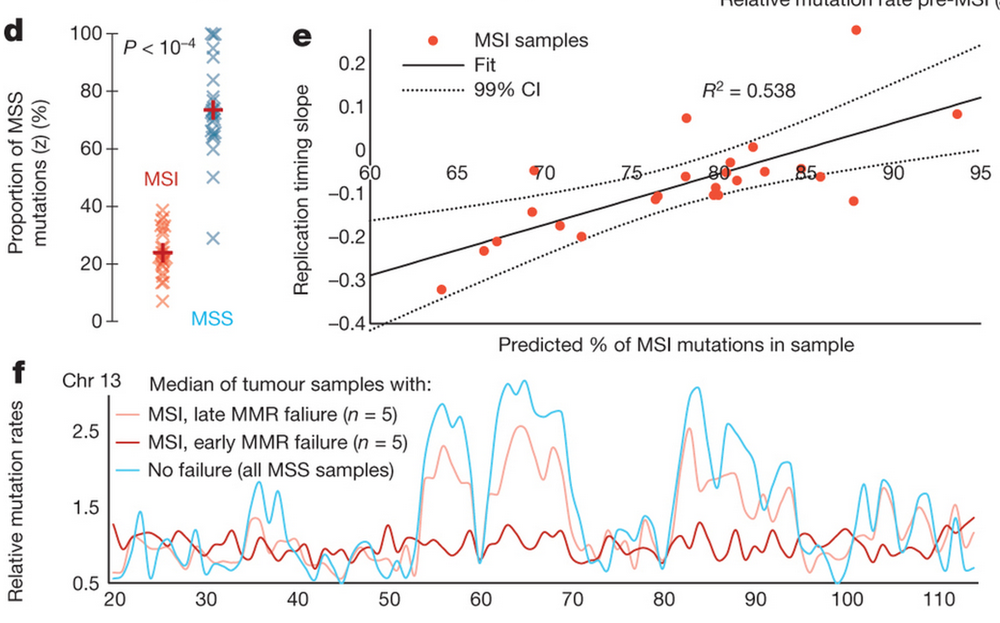 Relative mutation rate pre-MSI
d
100
80
60
40
20
0
P < 10⁻⁴
MSI
MSS
Proportion of MSS
mutations (z) (%)
e
MSI samples
Fit
99% CI
R² = 0.538
Replication timing slope
0.2
0.1
0
–0.1
–0.2
–0.3
–0.4
60 65 70 75 80 85 90 95
Predicted % of MSI mutations in sample
f
Chr 13
Median of tumour samples with:
MSI, late MMR faliure (n = 5)
MSI, early MMR failure (n = 5)
No failure (all MSS samples)
Relative mutation rates
2.5
1.5
0.5
20 30 40 50 60 70 80 90 100 110